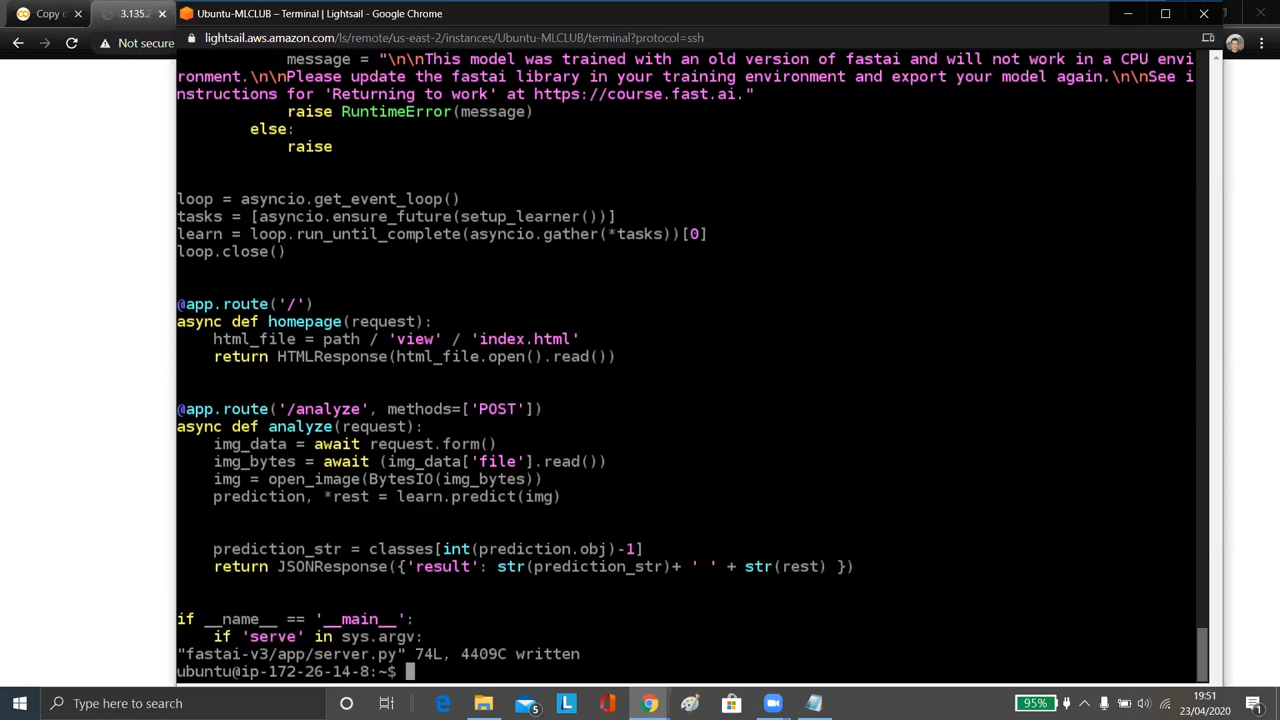 Copy c
3.135.2
Ubuntu-MLCLUB – Terminal | Lightsail - Google Chrome
Not secure
lightsail.aws.amazon.com/ls/remote/us-east-2/instances/Ubuntu-MLCLUB/terminal?protocol=ssh
            message = "\n\nThis model was trained with an old version of fastai and will not work in a CPU envi
ronment.\n\nPlease update the fastai library in your training environment and export your model again.\n\nSee i
nstructions for 'Returning to work' at https://course.fast.ai."
            raise RuntimeError(message)
        else:
            raise
loop = asyncio.get_event_loop()
tasks = [asyncio.ensure_future(setup_learner())]
learn = loop.run_until_complete(asyncio.gather(*tasks))[0]
loop.close()
@app.route('/')
async def homepage(request):
    html_file = path / 'view' / 'index.html'
    return HTMLResponse(html_file.open().read())
@app.route('/analyze', methods=['POST'])
async def analyze(request):
    img_data = await request.form()
    img_bytes = await (img_data['file'].read())
    img = open_image(BytesIO(img_bytes))
    prediction, *rest = learn.predict(img)
    prediction_str = classes[int(prediction.obj)-1]
    return JSONResponse({'result': str(prediction_str)+ ' ' + str(rest) })
if __name__ == '__main__':
    if 'serve' in sys.argv:
"fastai-v3/app/server.py" 74L, 4409C written
ubuntu@ip-172-26-14-8:~$
Type here to search
5
L
95%
19:51
23/04/2020
1